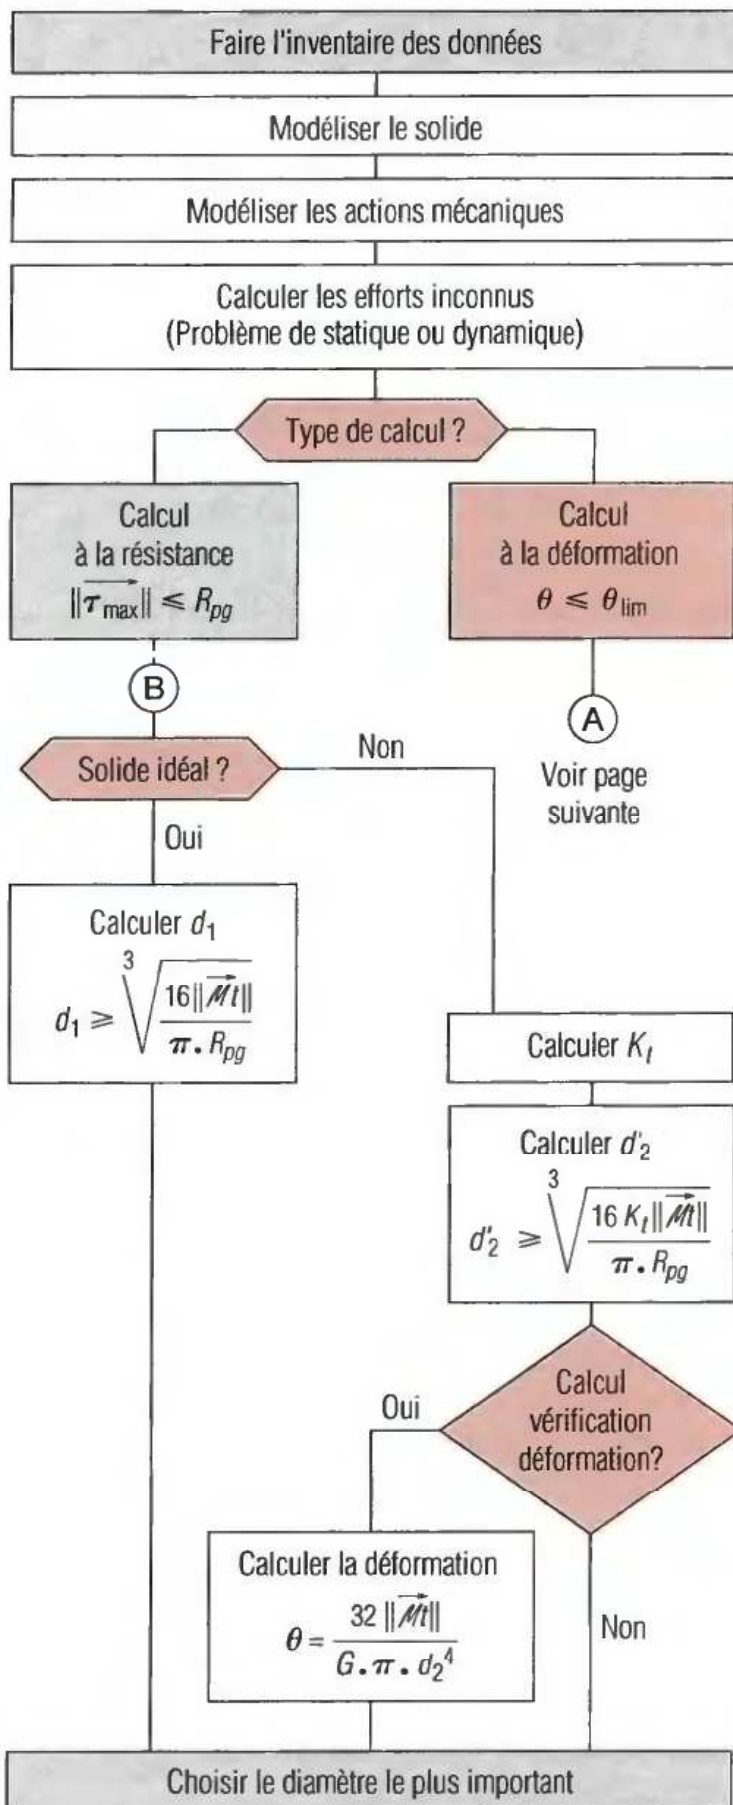 Faire l'inventaire des données
Modéliser le solide
Modéliser les actions mécaniques
Calculer les efforts inconnus
(Problème de statique ou dynamique)
Type de calcul ?
Calcul
à la résistance
||τ⃗max|| ⩽ Rpg
Calcul
à la déformation
θ ⩽ θlim
B
A
Voir page
suivante
Solide idéal ?
Non
Oui
Calculer d1
d1 ⩾ ∛(16||M⃗t|| / π. Rpg)
Calculer Kt
Calculer d'2
d'2 ⩾ ∛(16 Kt||M⃗t|| / π. Rpg)
Calcul
vérification
déformation?
Oui
Calculer la déformation
θ = 32 ||M⃗t|| / G. π. d2⁴
Non
Choisir le diamètre le plus important